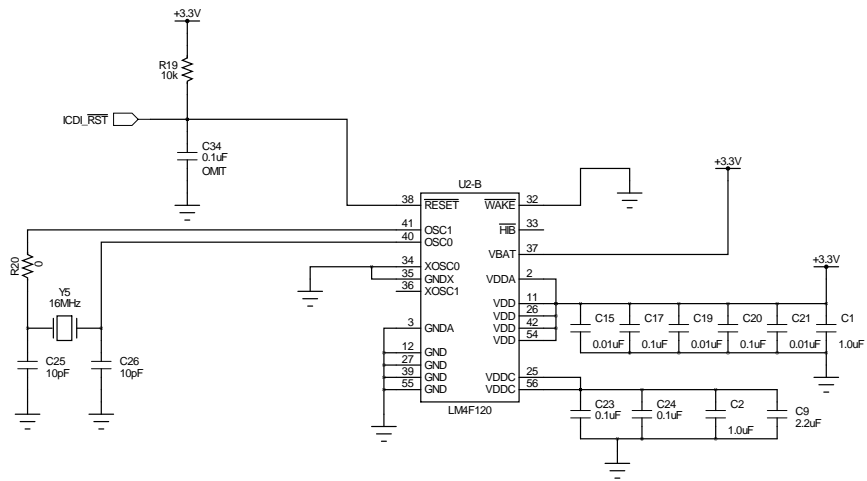 +3.3V
R19
10k
ICDI_RST
C34
0.1uF
OMIT
U2-B
+3.3V
38 RESET WAKE 32
41 OSC1 HIB 33
40 OSC0
VBAT 37
34 XOSC0
35 GNDX VDDA 2
36 XOSC1
VDD 11
VDD 26
3 GNDA VDD 42
VDD 54
12 GND
27 GND
39 GND VDDC 25
55 GND VDDC 56
LM4F120
R20
0
Y5
16MHz
C25
10pF
C26
10pF
+3.3V
C15
0.01uF
C17
0.1uF
C19
0.01uF
C20
0.1uF
C21
0.01uF
C1
1.0uF
C23
0.1uF
C24
0.1uF
C2
1.0uF
C9
2.2uF